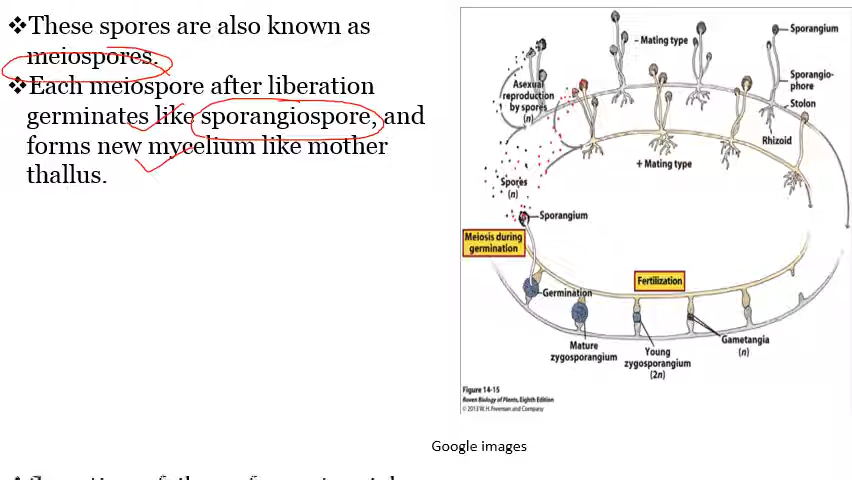 ❖These spores are also known as
meiospores.
❖Each meiospore after liberation
germinates like sporangiospore, and
forms new mycelium like mother
thallus.
Sporangium
– Mating type
Sporangio-
phore
Asexual
reproduction
by spores
(n)
Stolon
Rhizoid
+ Mating type
Spores
(n)
Sporangium
Meiosis during
germination
Fertilization
Germination
Gametangia
(n)
Mature
zygosporangium
Young
zygosporangium
(2n)
Figure 14-15
Raven Biology of Plants, Eighth Edition
© 2013 W. H. Freeman and Company
Google images